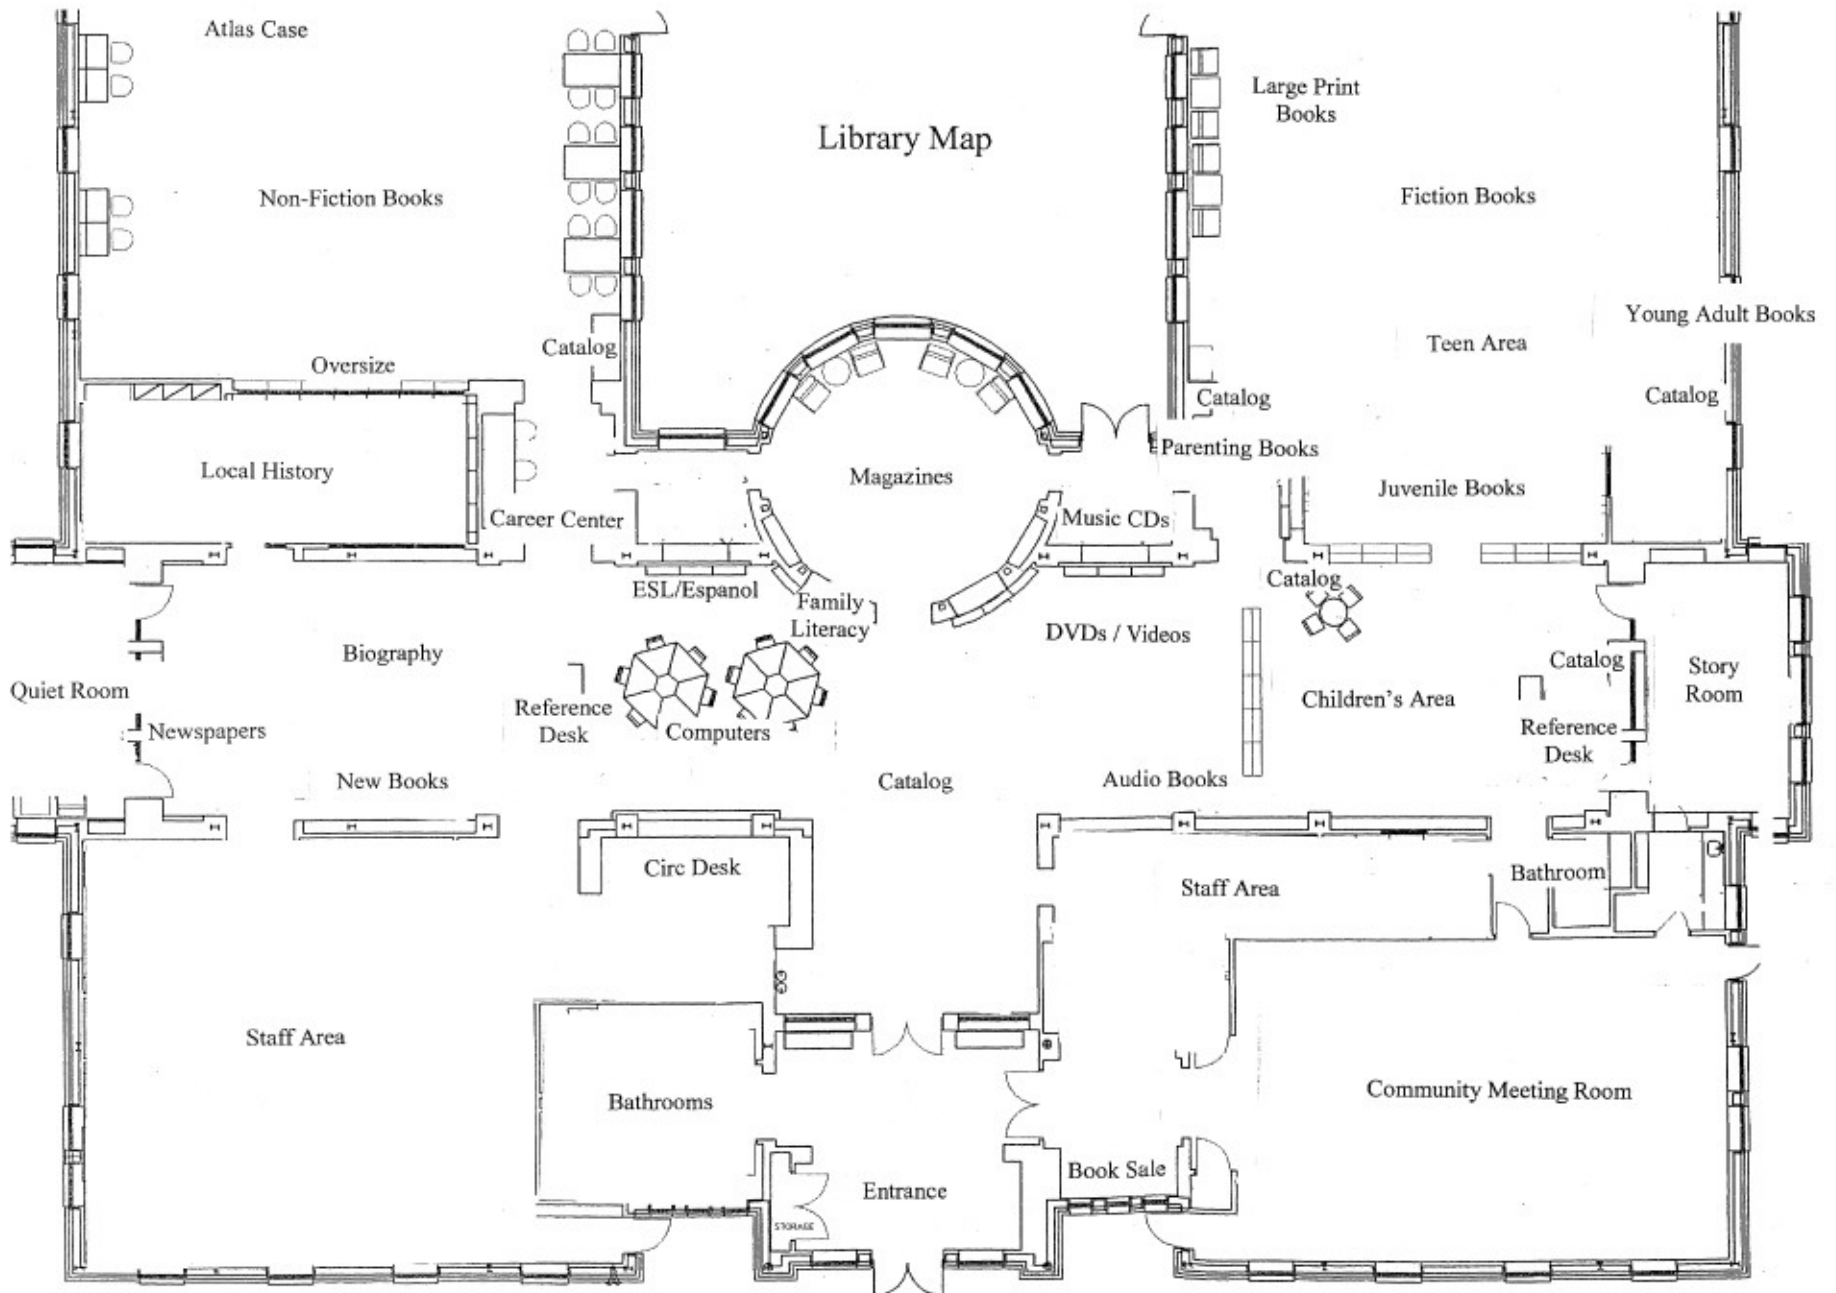 Atlas Case
Library Map
Large Print
Books
Non-Fiction Books
Fiction Books
Young Adult Books
Catalog
Teen Area
Oversize
Catalog
Catalog
Parenting Books
Local History
Magazines
Juvenile Books
Career Center
Music CDs
ESL/Espanol
Catalog
Family
Literacy
DVDs / Videos
Biography
Catalog
Story
Room
Quiet Room
Children's Area
Reference
Desk
Newspapers
Computers
Reference
Desk
New Books
Catalog
Audio Books
Circ Desk
Staff Area
Bathroom
Staff Area
Bathrooms
Community Meeting Room
Book Sale
Entrance
STORAGE